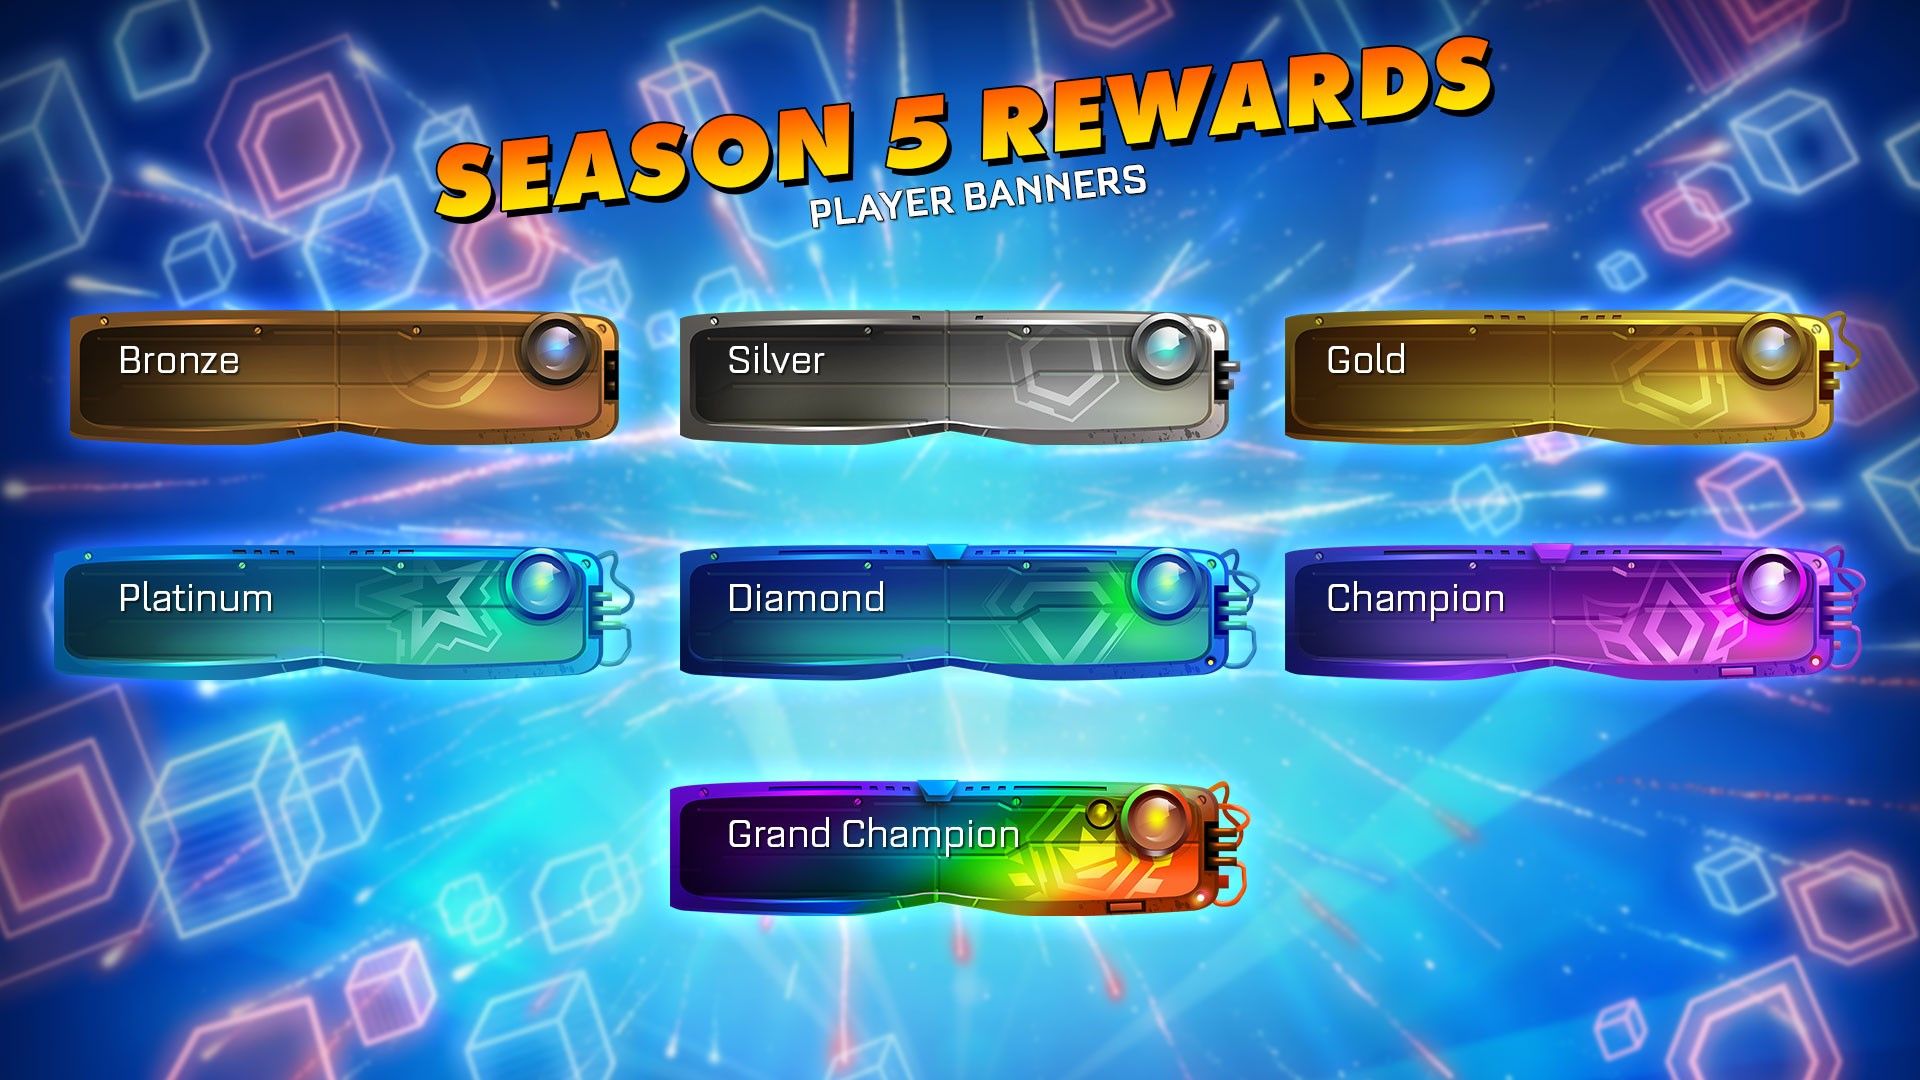 SEASON 5 REWARDS
PLAYER BANNERS
Bronze
Silver
Gold
Platinum
Diamond
Champion
Grand Champion